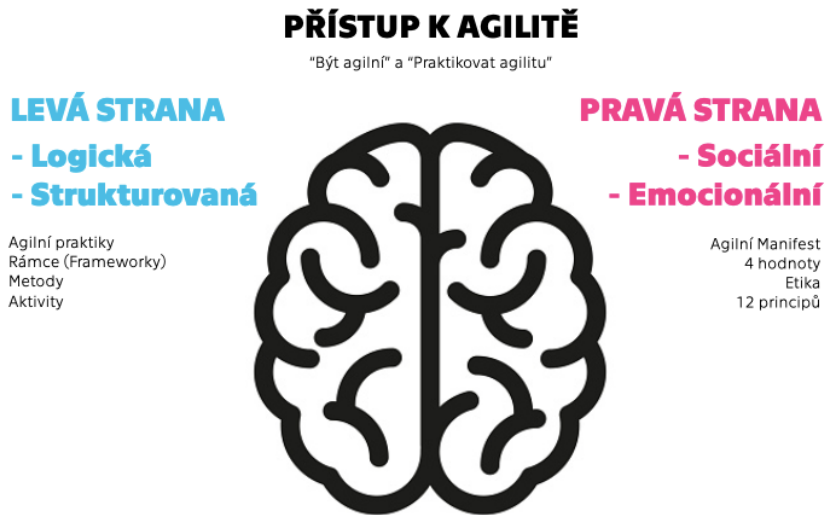 PŘÍSTUP K AGILITĚ
"Být agilní" a "Praktikovat agilitu"
LEVÁ STRANA
- Logická
- Strukturovaná
Agilní praktiky
Rámce (Frameworky)
Metody
Aktivity
PRAVÁ STRANA
- Sociální
- Emocionální
Agilní Manifest
4 hodnoty
Etika
12 principů